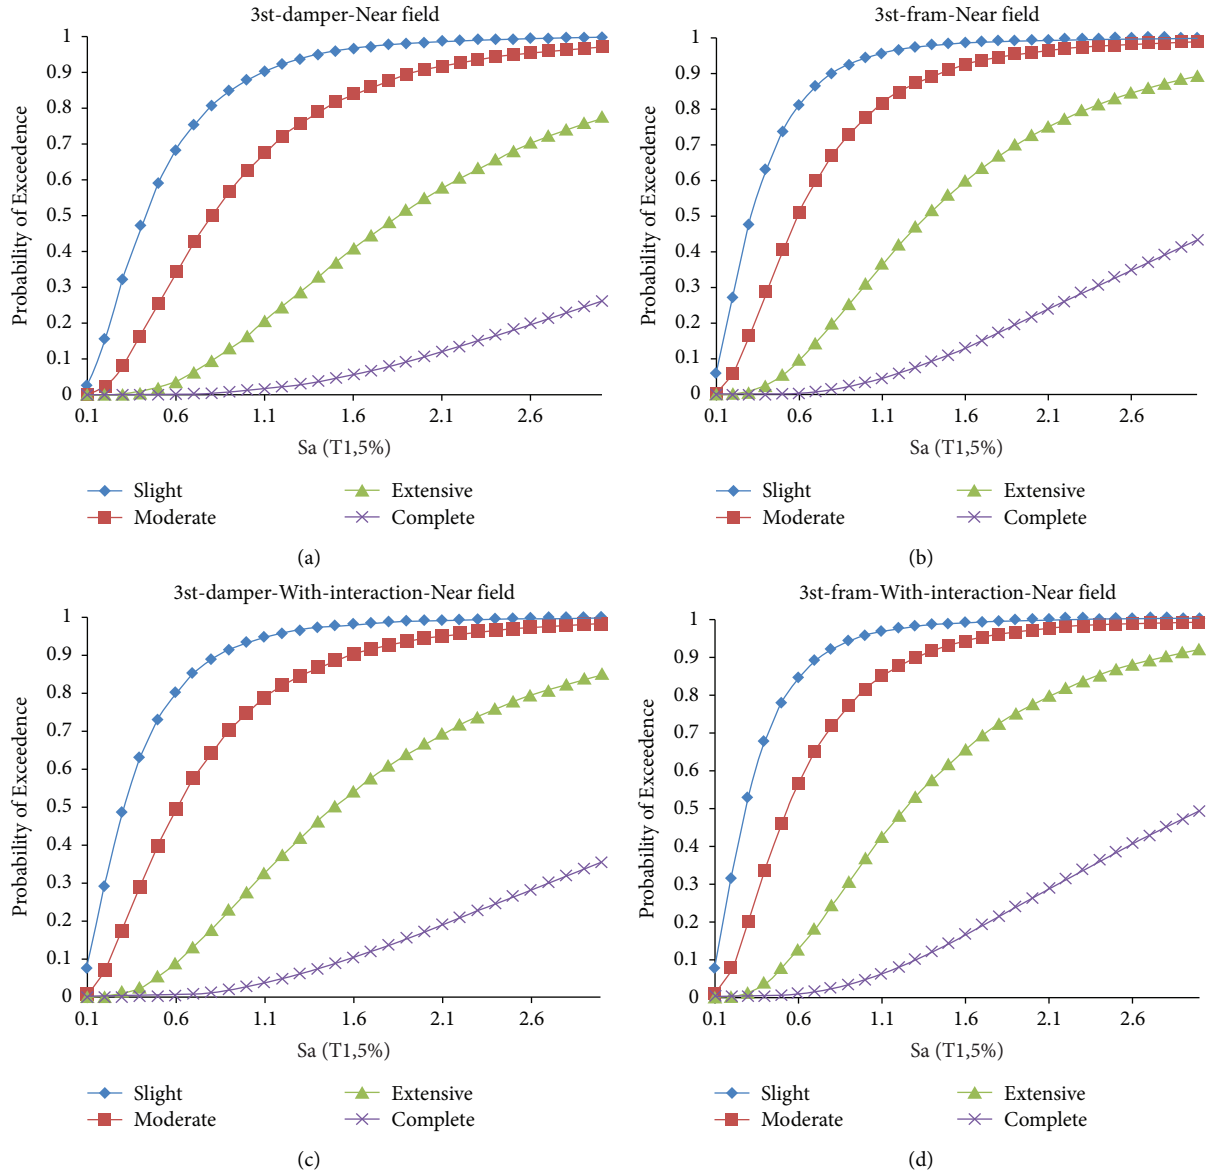 3st-damper-Near field
Probability of Exceedence
1
0.9
0.8
0.7
0.6
0.5
0.4
0.3
0.2
0.1
0
0.1 0.6 1.1 1.6 2.1 2.6
Sa (T1,5%)
Slight
Moderate
Extensive
Complete
(a)
3st-fram-Near field
Probability of Exceedence
1
0.9
0.8
0.7
0.6
0.5
0.4
0.3
0.2
0.1
0
0.1 0.6 1.1 1.6 2.1 2.6
Sa (T1,5%)
Slight
Moderate
Extensive
Complete
(b)
3st-damper-With-interaction-Near field
Probability of Exceedence
1
0.9
0.8
0.7
0.6
0.5
0.4
0.3
0.2
0.1
0
0.1 0.6 1.1 1.6 2.1 2.6
Sa (T1,5%)
Slight
Moderate
Extensive
Complete
(c)
3st-fram-With-interaction-Near field
Probability of Exceedence
1
0.9
0.8
0.7
0.6
0.5
0.4
0.3
0.2
0.1
0
0.1 0.6 1.1 1.6 2.1 2.6
Sa (T1,5%)
Slight
Moderate
Extensive
Complete
(d)